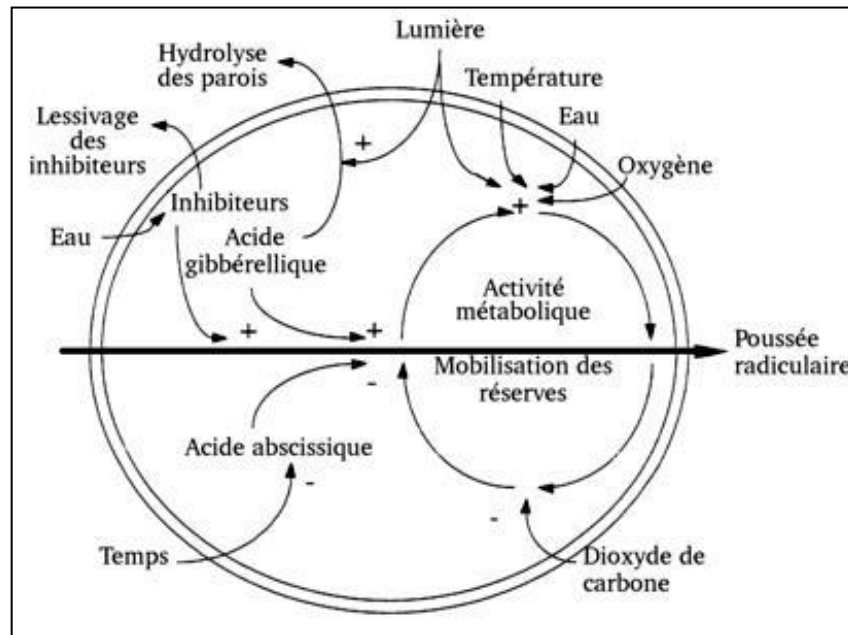 Lumière
Hydrolyse
des parois
Température
Lessivage
des
inhibiteurs
Eau
+
Oxygène
Inhibiteurs
+
Eau
Acide
gibbérellique
Activité
métabolique
+
+
Poussée
radiculaire
Mobilisation des
réserves
-
Acide abscissique
-
-
Temps
Dioxyde de
carbone